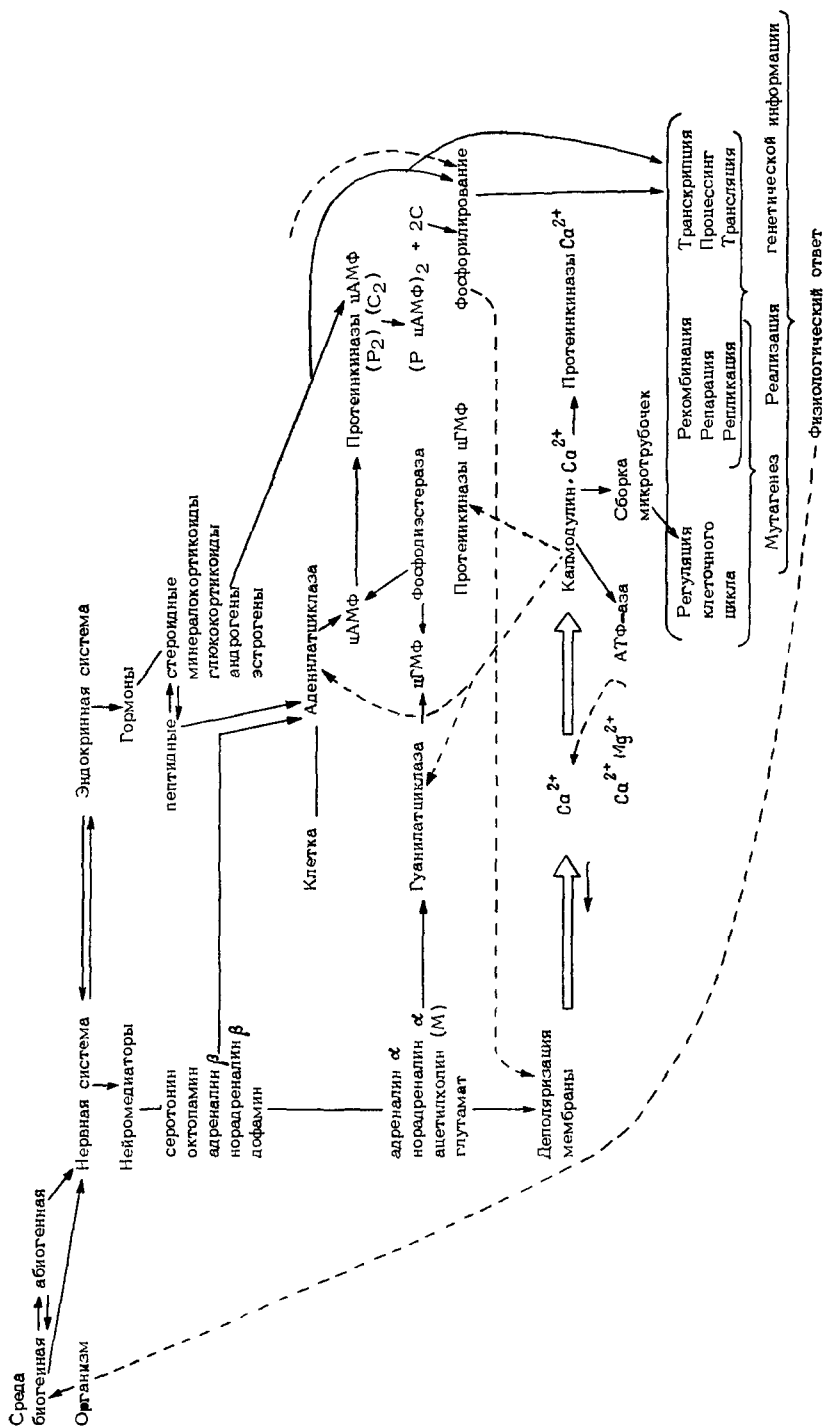 Среда
биогенная
абиогенная
Организм
Нервная система
Эндокринная система
Нейромедиаторы
Гормоны
серотонин
октопамин
адреналин β
норадреналин β
дофамин
пептидные
стероидные
минералокортикоиды
глюкокортикоиды
андрогены
эстрогены
Клетка
Аденилатциклаза
цАМФ
Протеинкиназы цАМФ
(Р₂) (С₂)
адреналин α
норадреналин α
ацетилхолин (М)
глутамат
Гуанилатциклаза
цГМФ
Фосфодиэстераза
(Р цАМФ)₂ + 2С
Протеинкиназы цГМФ
Фосфорилирование
Деполяризация
мембраны
Ca²⁺
Кальмодулин · Ca²⁺
Протеинкиназы Ca²⁺
Ca²⁺ Mg²⁺
АТФ-аза
Сборка
микротрубочек
Регуляция
клеточного
цикла
Рекомбинация
Репарация
Репликация
Транскрипция
Процессинг
Трансляция
Мутагенез
Реализация
генетической информации
Физиологический ответ